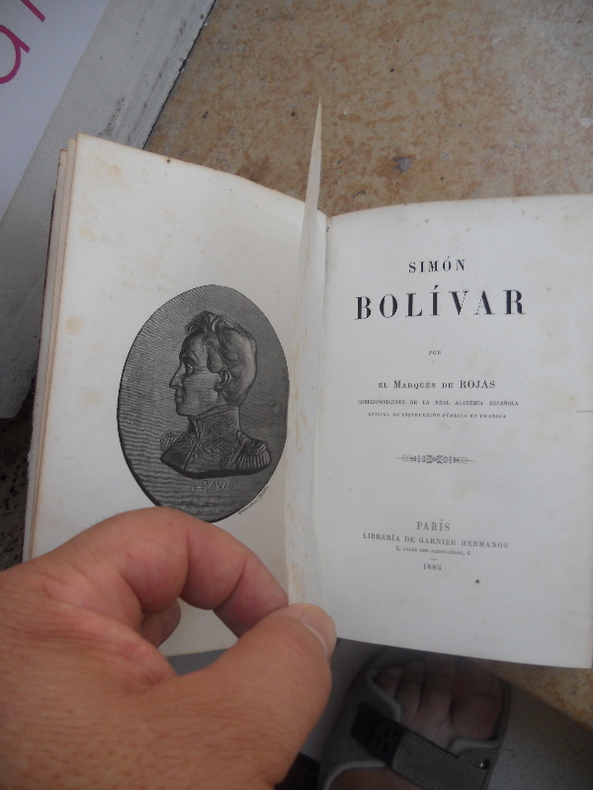 SIMÓN
BOLÍVAR
POR
EL MARQUÉS DE ROJAS
CORRESPONDIENTE DE LA REAL ACADEMIA ESPAÑOLA
OFICIAL DE INSTRUCCIÓN PÚBLICA EN FRANCIA
PARÍS
LIBRERÍA DE GARNIER HERMANOS
6, CALLE DES SAINTS-PÈRES, 6
1883